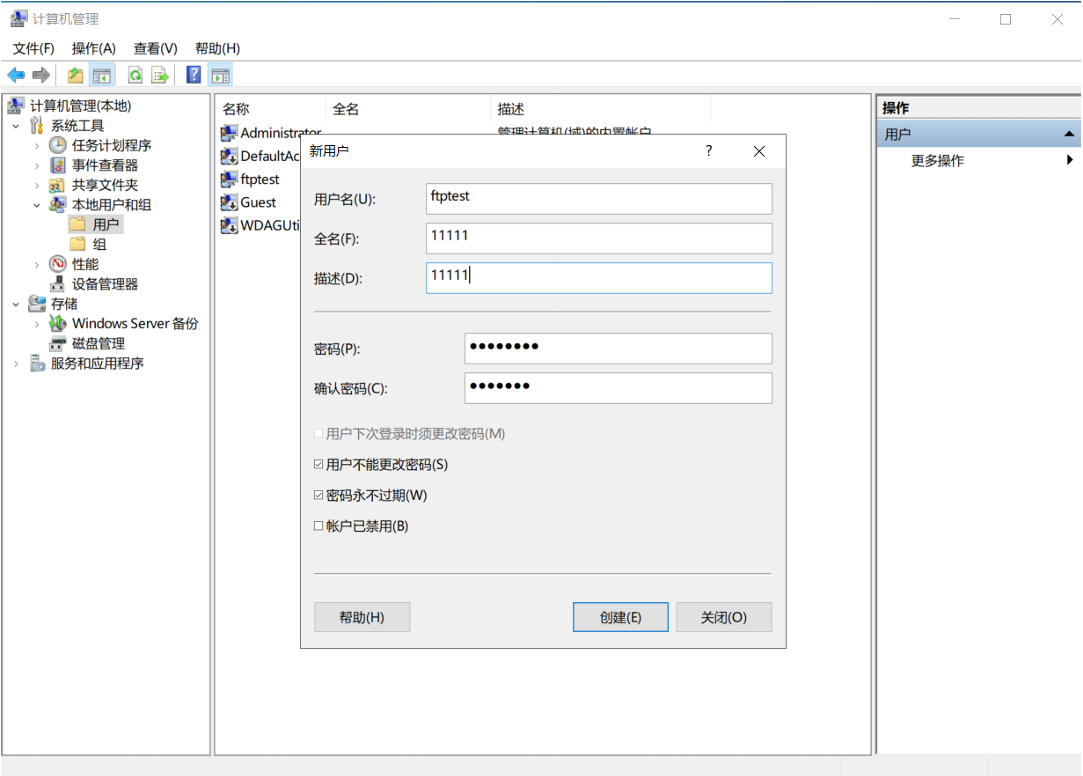 计算机管理
文件(F) 操作(A) 查看(V) 帮助(H)
计算机管理(本地)
系统工具
任务计划程序
事件查看器
共享文件夹
本地用户和组
用户
组
性能
设备管理器
存储
Windows Server 备份
磁盘管理
服务和应用程序
名称 全名 描述
Administrator 管理计算机(域)的内置帐户
DefaultAc
ftptest
Guest
WDAGUti
新用户 ?
用户名(U): ftptest
全名(F): 11111
描述(D): 11111
密码(P): ●●●●●●●●
确认密码(C): ●●●●●●●
用户下次登录时须更改密码(M)
用户不能更改密码(S)
密码永不过期(W)
帐户已禁用(B)
帮助(H) 创建(E) 关闭(O)
操作
用户
更多操作